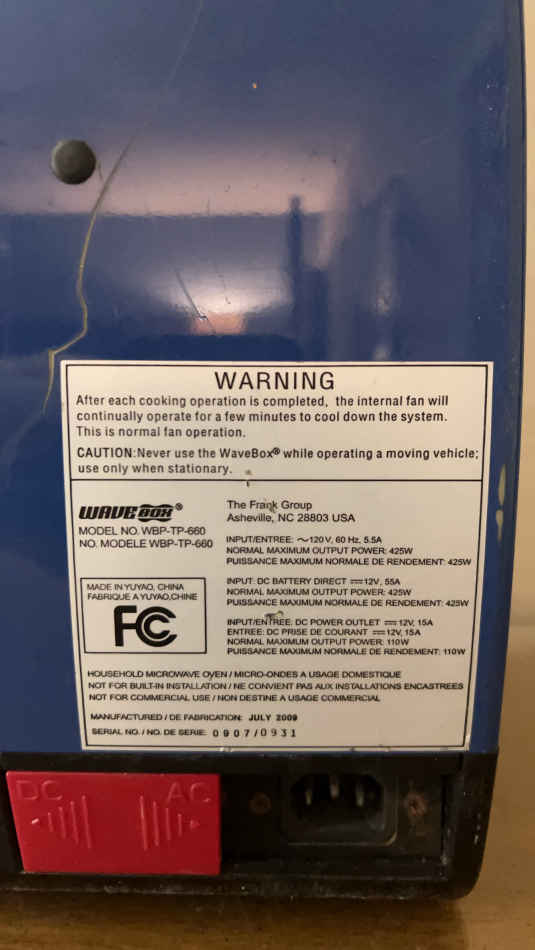 WARNING
After each cooking operation is completed, the internal fan will
continually operate for a few minutes to cool down the system.
This is normal fan operation.
CAUTION:Never use the WaveBox® while operating a moving vehicle;
use only when stationary.
WAVE BOX®
MODEL NO. WBP-TP-660
NO. MODELE WBP-TP-660
The Frank Group
Asheville, NC 28803 USA
INPUT/ENTREE: ~120V, 60 Hz, 5.5A
NORMAL MAXIMUM OUTPUT POWER: 425W
PUISSANCE MAXIMUM NORMALE DE RENDEMENT: 425W
INPUT: DC BATTERY DIRECT ⎓12V, 55A
NORMAL MAXIMUM OUTPUT POWER: 425W
PUISSANCE MAXIMUM NORMALE DE RENDEMENT: 425W
INPUT/ENTREE: DC POWER OUTLET ⎓12V, 15A
ENTREE: DC PRISE DE COURANT ⎓12V, 15A
NORMAL MAXIMUM OUTPUT POWER: 110W
PUISSANCE MAXIMUM NORMALE DE RENDEMENT: 110W
MADE IN YUYAO, CHINA
FABRIQUE A YUYAO,CHINE
FC
HOUSEHOLD MICROWAVE OVEN / MICRO-ONDES A USAGE DOMESTIQUE
NOT FOR BUILT-IN INSTALLATION / NE CONVIENT PAS AUX INSTALLATIONS ENCASTREES
NOT FOR COMMERCIAL USE / NON DESTINE A USAGE COMMERCIAL
MANUFACTURED / DE FABRICATION: JULY 2009
SERIAL NO. / NO. DE SERIE: 0907/0931
DC AC